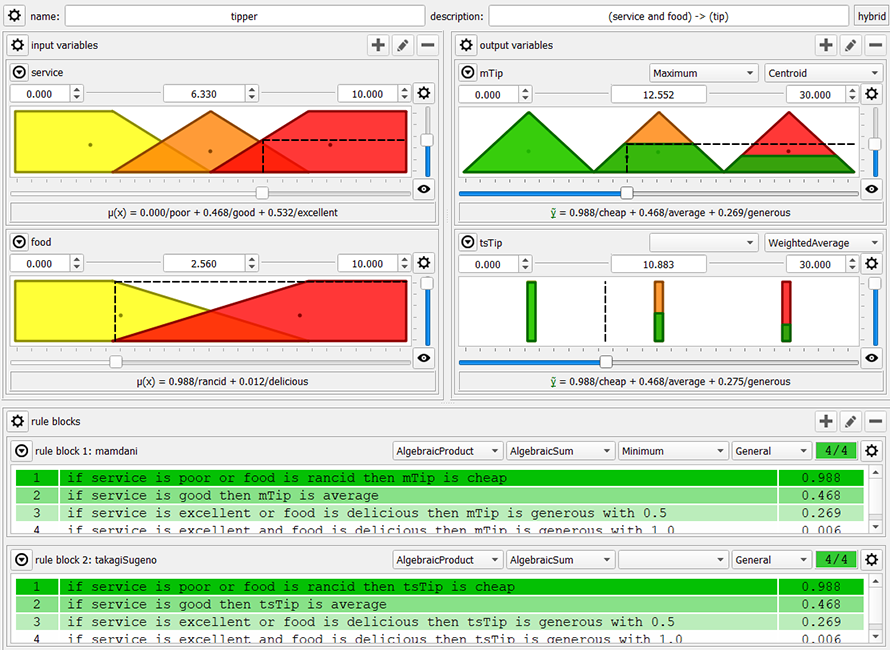 name: tipper description: (service and food) -> (tip) hybrid
input variables
service
0.000 6.330 10.000
μ(x) = 0.000/poor + 0.468/good + 0.532/excellent
food
0.000 2.560 10.000
μ(x) = 0.988/rancid + 0.012/delicious
output variables
mTip Maximum Centroid
0.000 12.552 30.000
ỹ = 0.988/cheap + 0.468/average + 0.269/generous
tsTip WeightedAverage
0.000 10.883 30.000
ỹ = 0.988/cheap + 0.468/average + 0.275/generous
rule blocks
rule block 1: mamdani AlgebraicProduct AlgebraicSum Minimum General 4/4
1 if service is poor or food is rancid then mTip is cheap 0.988
2 if service is good then mTip is average 0.468
3 if service is excellent or food is delicious then mTip is generous with 0.5 0.269
4 if service is excellent and food is delicious then mTip is generous with 1.0 0.006
rule block 2: takagiSugeno AlgebraicProduct AlgebraicSum General 4/4
1 if service is poor or food is rancid then tsTip is cheap 0.988
2 if service is good then tsTip is average 0.468
3 if service is excellent or food is delicious then tsTip is generous with 0.5 0.269
4 if service is excellent and food is delicious then tsTip is generous with 1.0 0.006